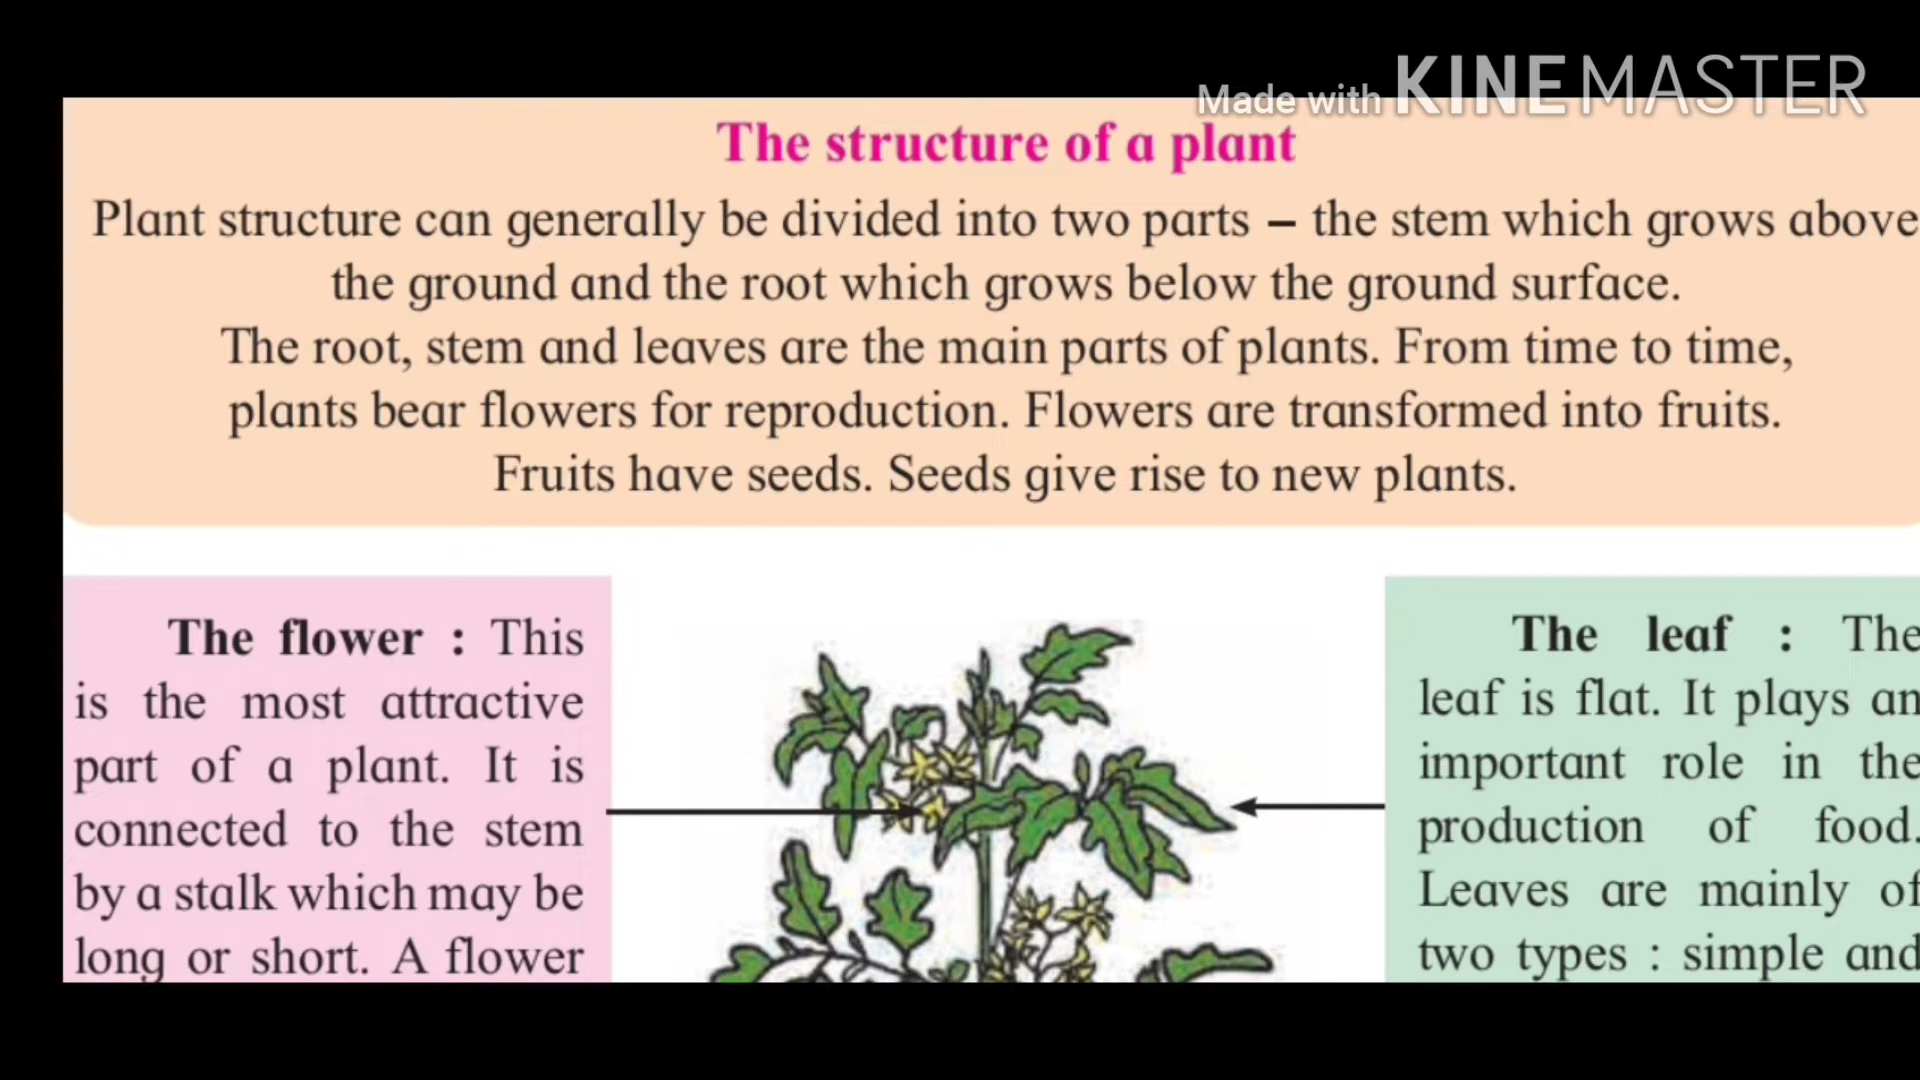 Made with KINEMASTER
The structure of a plant
Plant structure can generally be divided into two parts – the stem which grows above
the ground and the root which grows below the ground surface.
The root, stem and leaves are the main parts of plants. From time to time,
plants bear flowers for reproduction. Flowers are transformed into fruits.
Fruits have seeds. Seeds give rise to new plants.
The flower : This
is the most attractive
part of a plant. It is
connected to the stem
by a stalk which may be
long or short. A flower
The leaf : The
leaf is flat. It plays an
important role in the
production of food.
Leaves are mainly of
two types : simple and